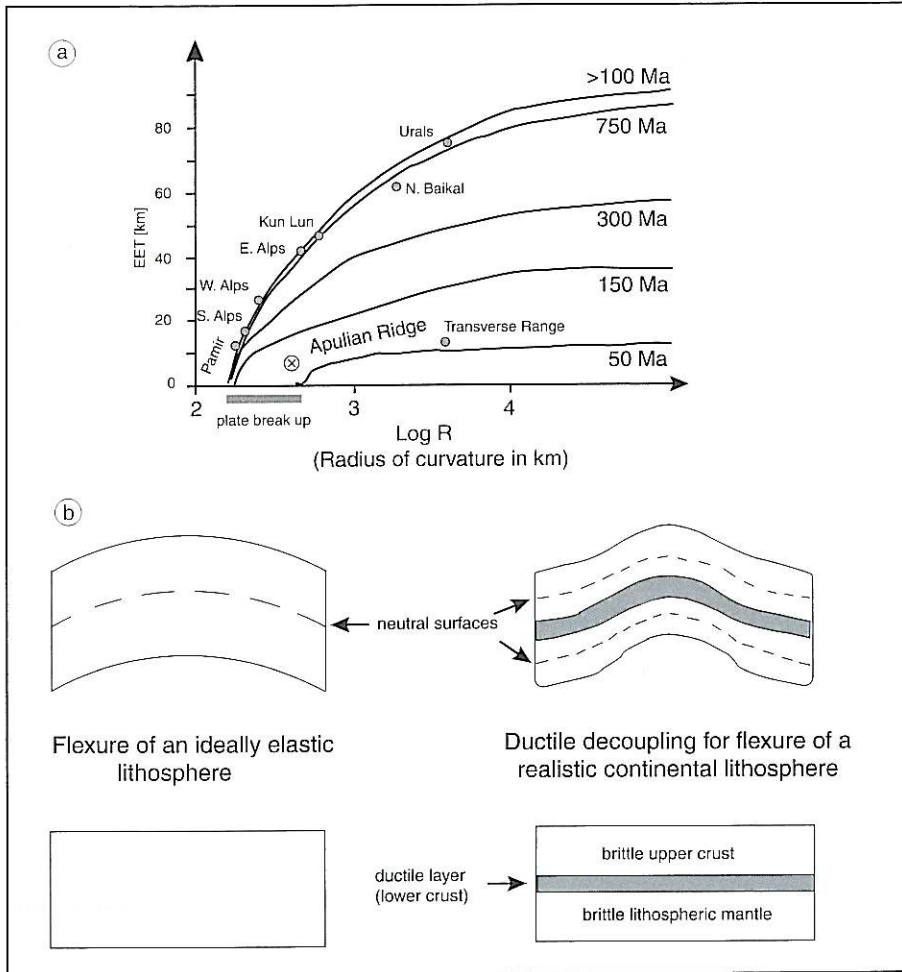 a
>100 Ma
750 Ma
300 Ma
150 Ma
50 Ma
80
60
40
20
0
EET [km]
Urals
N. Baikal
Kun Lun
E. Alps
W. Alps
S. Alps
Pamir
Apulian Ridge
Transverse Range
2
3
4
plate break up
Log R
(Radius of curvature in km)
b
neutral surfaces
Flexure of an ideally elastic
lithosphere
Ductile decoupling for flexure of a
realistic continental lithosphere
ductile layer
(lower crust)
brittle upper crust
brittle lithospheric mantle